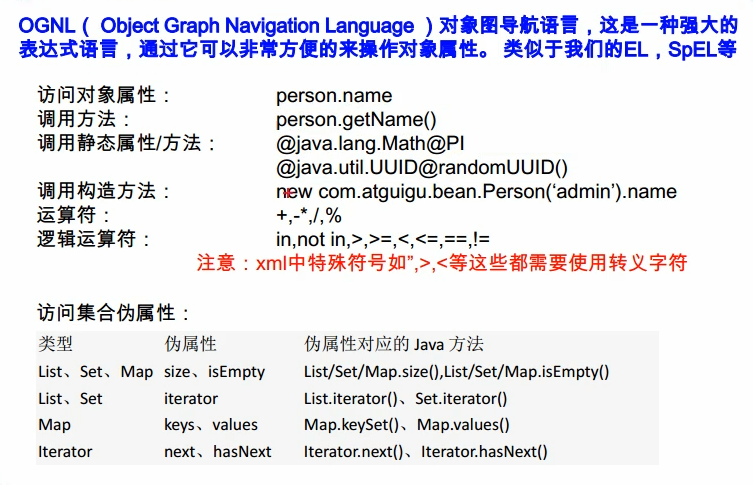 OGNL（ Object Graph Navigation Language ）对象图导航语言，这是一种强大的
表达式语言，通过它可以非常方便的来操作对象属性。 类似于我们的EL，SpEL等
访问对象属性： person.name
调用方法： person.getName()
调用静态属性/方法： @java.lang.Math@PI
@java.util.UUID@randomUUID()
调用构造方法： new com.atguigu.bean.Person(‘admin’).name
运算符： +,-*,/,%
逻辑运算符： in,not in,>,>=,<,<=,==,!=
注意：xml中特殊符号如”,>,<等这些都需要使用转义字符
访问集合伪属性：
类型 伪属性 伪属性对应的 Java 方法
List、Set、Map size、isEmpty List/Set/Map.size(),List/Set/Map.isEmpty()
List、Set iterator List.iterator()、Set.iterator()
Map keys、values Map.keySet()、Map.values()
Iterator next、hasNext Iterator.next()、Iterator.hasNext()